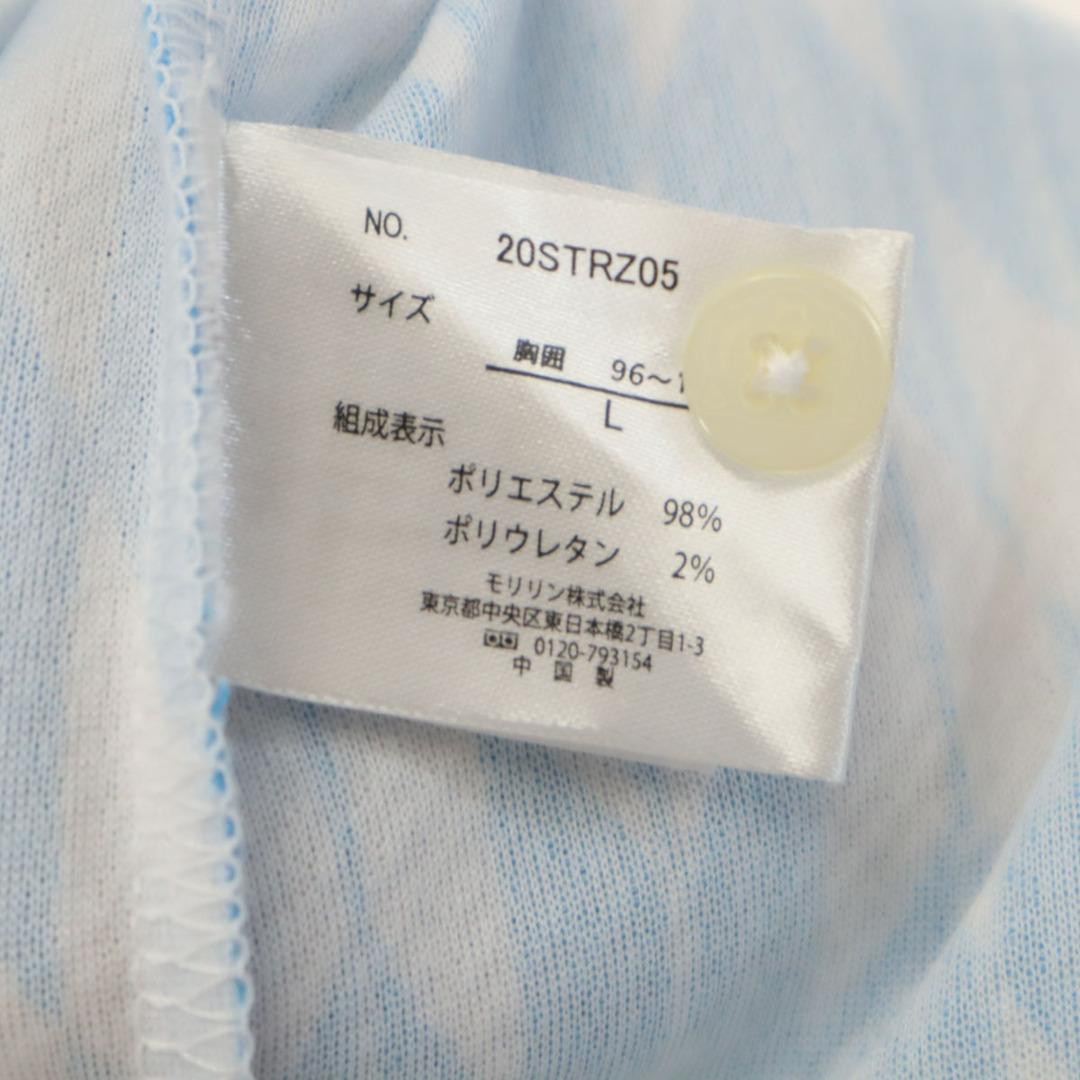 NO. 20STRZ05
サイズ
胸囲 96～1
L
組成表示
ポリエステル 98%
ポリウレタン 2%
モリリン株式会社
東京都中央区東日本橋2丁目1-3
0120-793154
中国製